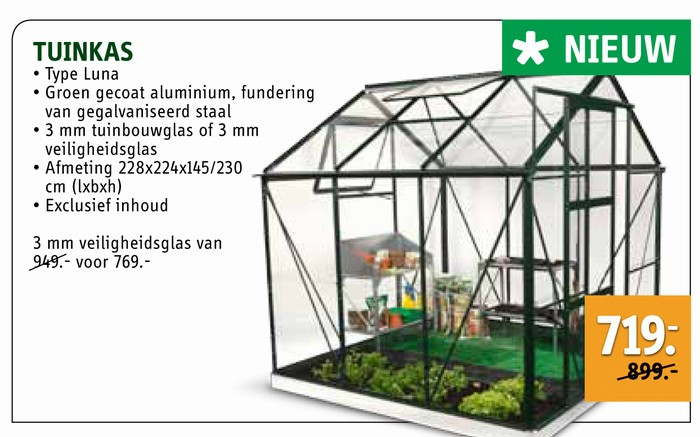 TUINKAS
• Type Luna
• Groen gecoat aluminium, fundering
van gegalvaniseerd staal
• 3 mm tuinbouwglas of 3 mm
veiligheidsglas
• Afmeting 228x224x145/230
cm (lxbxh)
• Exclusief inhoud
3 mm veiligheidsglas van
949.- voor 769.-
* NIEUW
719.-
899.-